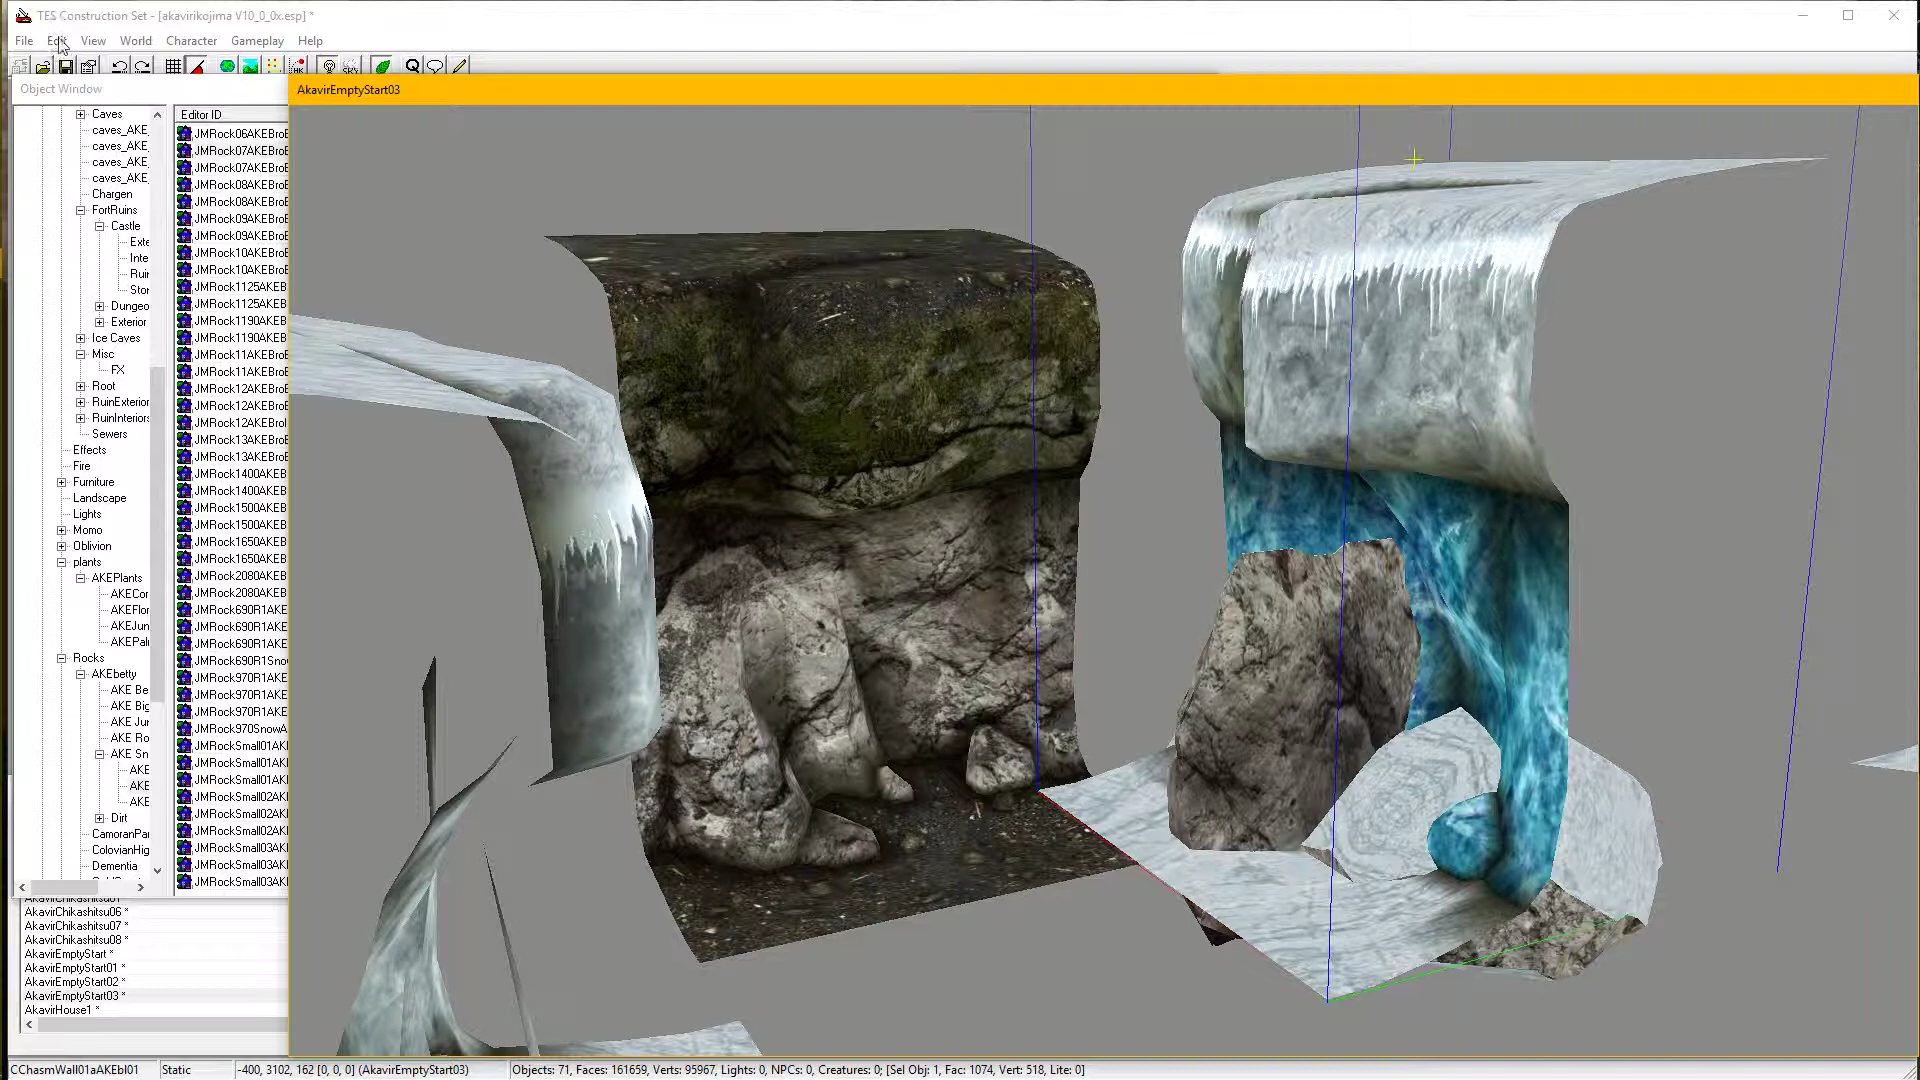 TES Construction Set - [akavirikojima V10_0_0x.esp] *
File Edit View World Character Gameplay Help
Object Window
AkavirEmptyStart03
Caves
caves_AKE
caves_AKE
caves_AKE
caves_AKE
Chargen
FortRuins
Castle
Exte
Inte
Ruir
Stor
Dungeo
Exterior
Ice Caves
Misc
FX
Root
RuinExterior
RuinInteriors
Sewers
Effects
Fire
Furniture
Landscape
Lights
Momo
Oblivion
plants
AKEPlants
AKECor
AKEFlor
AKEJun
AKEPalr
Rocks
AKEbetty
AKE Be
AKE Big
AKE Jur
AKE Ro
AKE Sn
AKE
AKE
AKE
Dirt
CamoranPar
ColovianHig
Dementia
Editor ID
JMRock06AKEBroE
JMRock07AKEBroE
JMRock07AKEBroE
JMRock08AKEBroE
JMRock08AKEBroE
JMRock09AKEBroE
JMRock09AKEBroE
JMRock10AKEBroE
JMRock10AKEBroE
JMRock1125AKEB
JMRock1125AKEB
JMRock1190AKEB
JMRock1190AKEB
JMRock11AKEBroE
JMRock11AKEBroE
JMRock12AKEBroE
JMRock12AKEBroE
JMRock12AKEBroI
JMRock13AKEBroE
JMRock13AKEBroE
JMRock1400AKEB
JMRock1400AKEB
JMRock1500AKEB
JMRock1500AKEB
JMRock1650AKEB
JMRock1650AKEB
JMRock2080AKEB
JMRock2080AKEB
JMRock690R1AKE
JMRock690R1AKE
JMRock690R1AKE
JMRock690R1Snov
JMRock970R1AKE
JMRock970R1AKE
JMRock970R1AKE
JMRock970SnowA
JMRockSmall01AKI
JMRockSmall01AKI
JMRockSmall01AKI
JMRockSmall02AKI
JMRockSmall02AKI
JMRockSmall02AKI
JMRockSmall03AKI
JMRockSmall03AKI
JMRockSmall03AKI
AkavirChikashitsu06 *
AkavirChikashitsu07 *
AkavirChikashitsu08 *
AkavirEmptyStart *
AkavirEmptyStart01 *
AkavirEmptyStart02 *
AkavirEmptyStart03 *
AkavirHouse1 *
CChasmWall01aAKEbl01 Static -400, 3102, 162 [0, 0, 0] (AkavirEmptyStart03) Objects: 71, Faces: 161659, Verts: 95967, Lights: 0, NPCs: 0, Creatures: 0; [Sel Obj: 1, Fac: 1074, Vert: 518, Lite: 0]